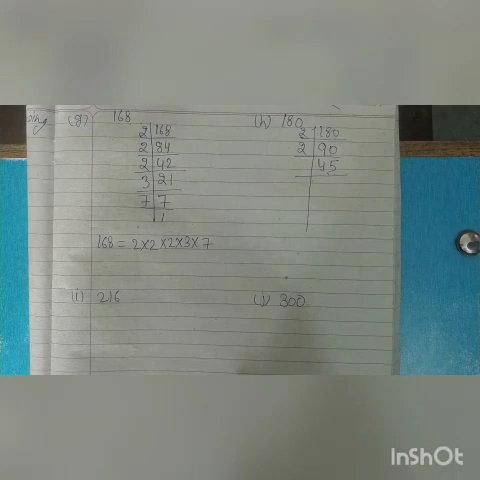 (g) 168
2 | 168
2 | 84
2 | 42
3 | 21
7 | 7
1
168 = 2×2×2×3×7
(h) 180
2 | 180
2 | 90
45
(i) 216
(j) 300
InShOt